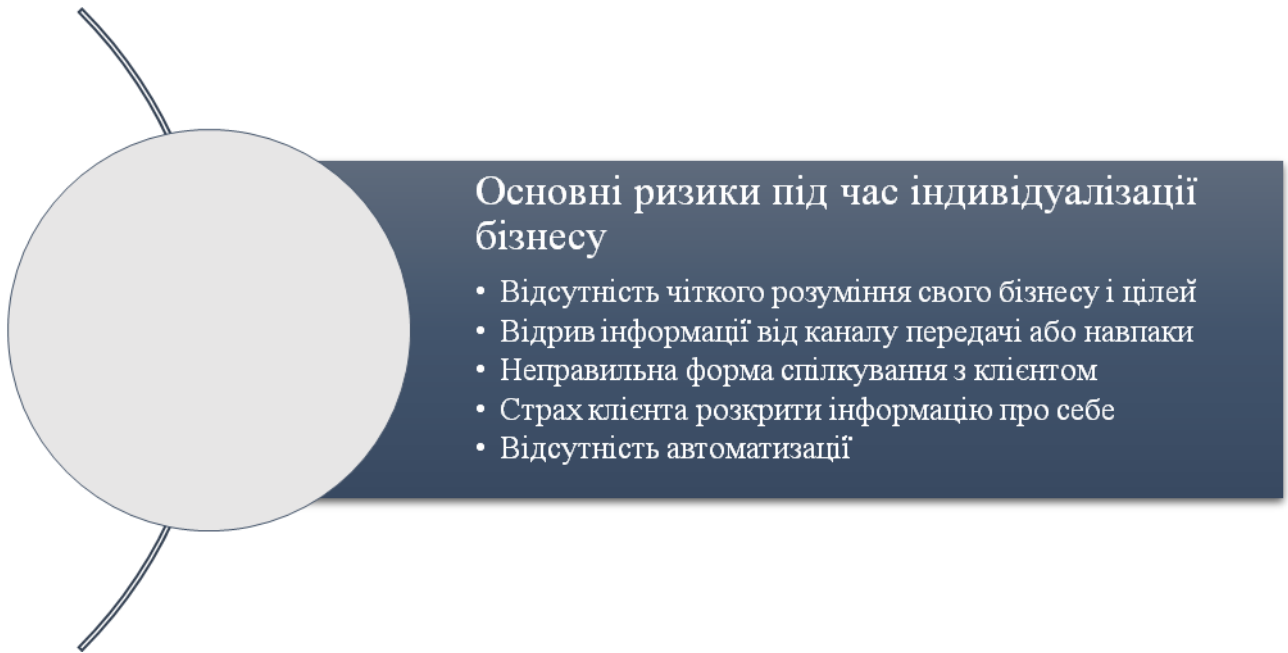 Основні ризики під час індивідуалізації
бізнесу
• Відсутність чіткого розуміння свого бізнесу і цілей
• Відрив інформації від каналу передачі або навпаки
• Неправильна форма спілкування з клієнтом
• Страх клієнта розкрити інформацію про себе
• Відсутність автоматизації